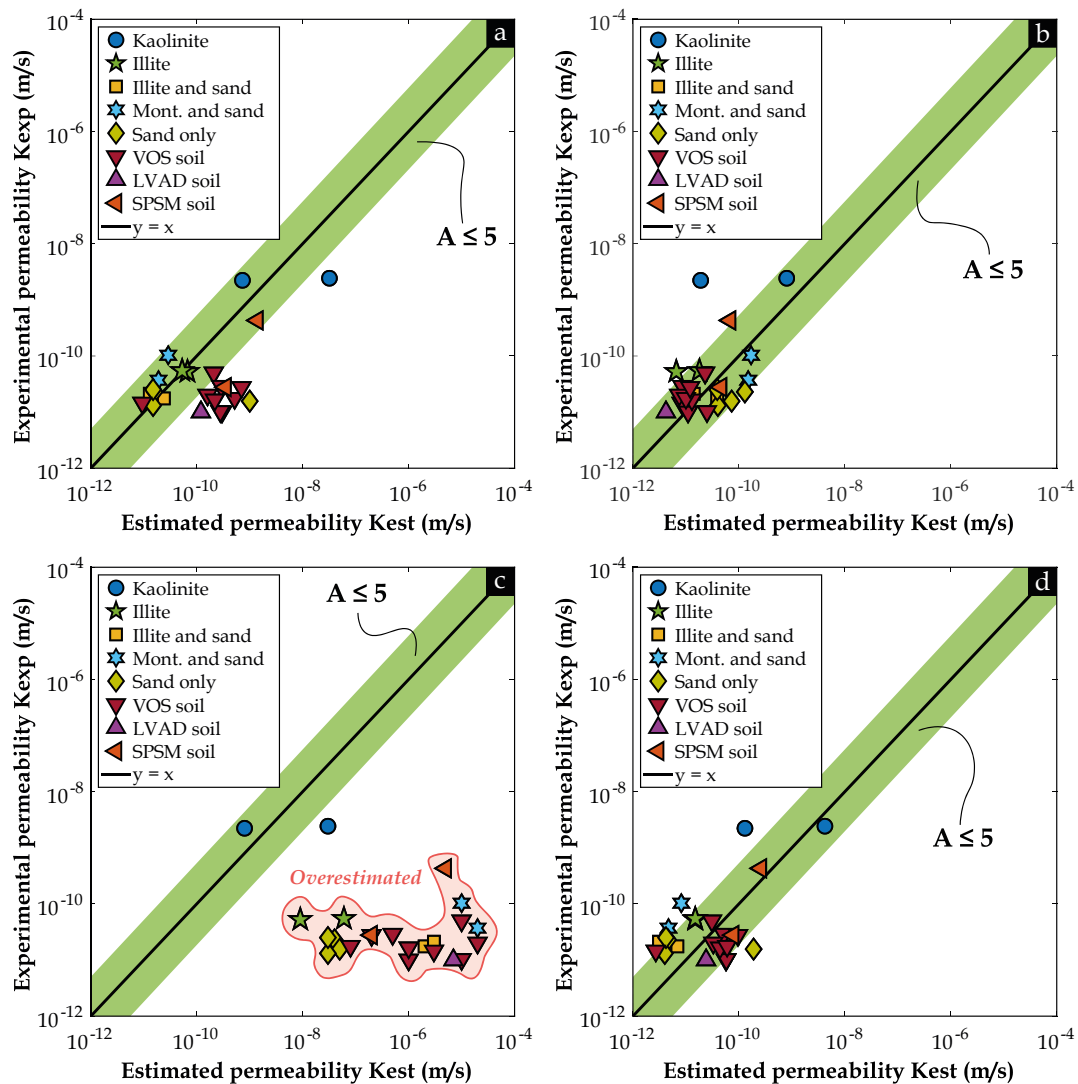 a
Kaolinite
Illite
Illite and sand
Mont. and sand
Sand only
VOS soil
LVAD soil
SPSM soil
y = x
A ≤ 5
10⁻⁴
10⁻⁶
10⁻⁸
10⁻¹⁰
10⁻¹²
Experimental permeability Kexp (m/s)
10⁻¹² 10⁻¹⁰ 10⁻⁸ 10⁻⁶ 10⁻⁴
Estimated permeability Kest (m/s)
b
Kaolinite
Illite
Illite and sand
Mont. and sand
Sand only
VOS soil
LVAD soil
SPSM soil
y = x
A ≤ 5
10⁻⁴
10⁻⁶
10⁻⁸
10⁻¹⁰
10⁻¹²
Experimental permeability Kexp (m/s)
10⁻¹² 10⁻¹⁰ 10⁻⁸ 10⁻⁶ 10⁻⁴
Estimated permeability Kest (m/s)
c
Kaolinite
Illite
Illite and sand
Mont. and sand
Sand only
VOS soil
LVAD soil
SPSM soil
y = x
A ≤ 5
Overestimated
10⁻⁴
10⁻⁶
10⁻⁸
10⁻¹⁰
10⁻¹²
Experimental permeability Kexp (m/s)
10⁻¹² 10⁻¹⁰ 10⁻⁸ 10⁻⁶ 10⁻⁴
Estimated permeability Kest (m/s)
d
Kaolinite
Illite
Illite and sand
Mont. and sand
Sand only
VOS soil
LVAD soil
SPSM soil
y = x
A ≤ 5
10⁻⁴
10⁻⁶
10⁻⁸
10⁻¹⁰
10⁻¹²
Experimental permeability Kexp (m/s)
10⁻¹² 10⁻¹⁰ 10⁻⁸ 10⁻⁶ 10⁻⁴
Estimated permeability Kest (m/s)